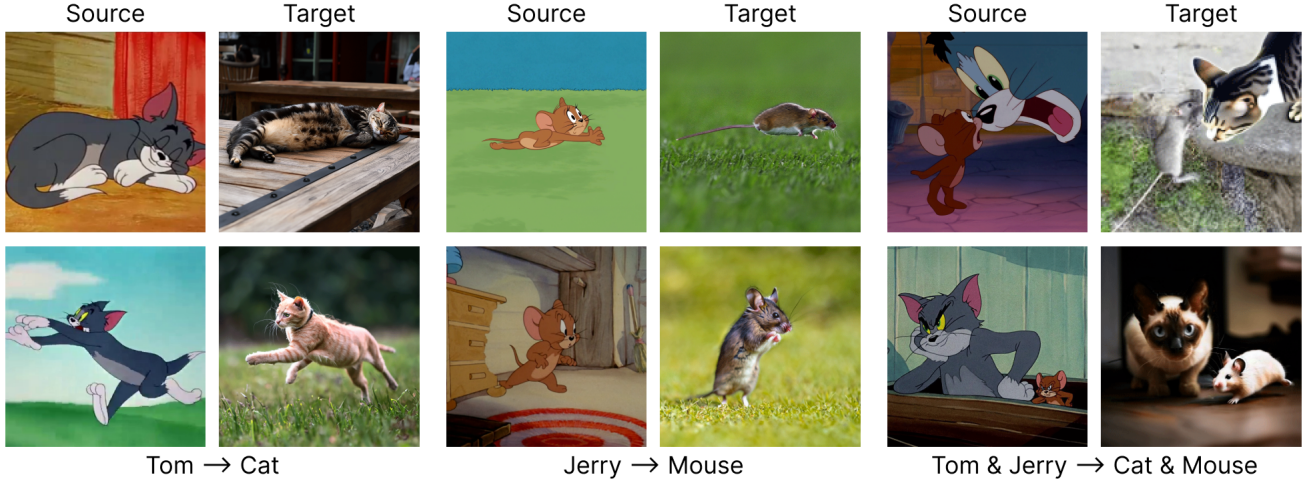 Source Target Source Target Source Target
Tom → Cat Jerry → Mouse Tom & Jerry → Cat & Mouse